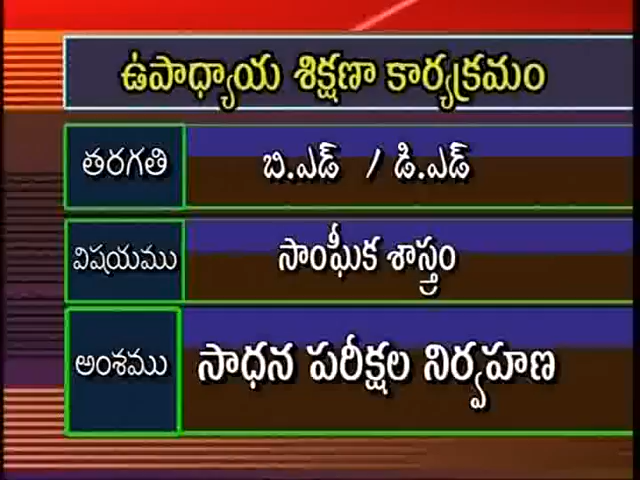 ఉపాధ్యాయ శిక్షణా కార్యక్రమం
తరగతి బి.ఎడ్ / డి.ఎడ్
విషయము సాంఘీక శాస్త్రం
అంశము సాధన పరీక్షల నిర్వహణ